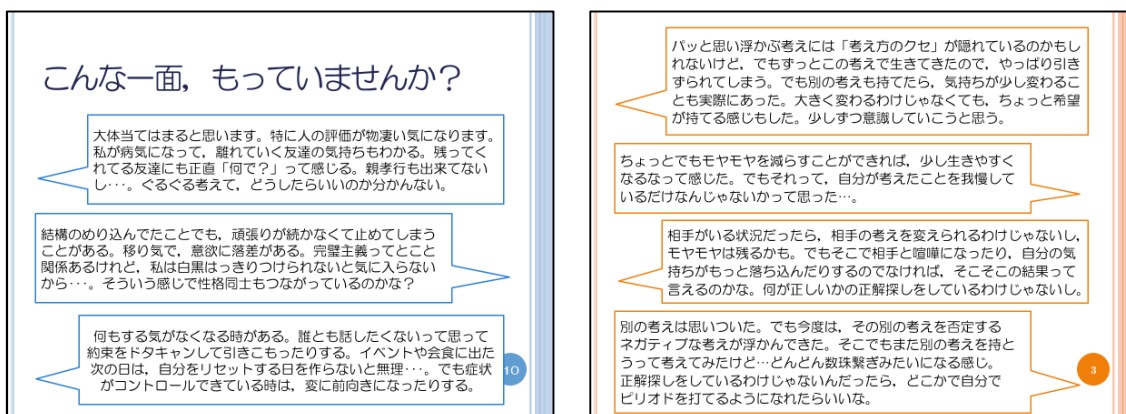 こんな一面，もっていませんか？
大体当てはまると思います。特に人の評価が物凄い気になります。
私が病気になって，離れていく友達の気持ちもわかる。残ってく
れてる友達にも正直「何で？」って感じる。親孝行も出来てない
し･･･。ぐるぐる考えて，どうしたらいいのか分かんない。
結構のめり込んでたことでも，頑張りが続かなくて止めてしまう
ことがある。移り気で，意欲に落差がある。完璧主義ってとこと
関係あるけれど，私は白黒はっきりつけられないと気に入らない
から･･･。そういう感じで性格同士もつながっているのかな？
何もする気がなくなる時がある。誰とも話したくないって思って
約束をドタキャンして引きこもったりする。イベントや会食に出た
次の日は，自分をリセットする日を作らないと無理･･･。でも症状
がコントロールできている時は，変に前向きになったりする。
10
パッと思い浮かぶ考えには「考え方のクセ」が隠れているのかもし
れないけど，でもずっとこの考えで生きてきたので，やっぱり引き
ずられてしまう。でも別の考えも持てたら，気持ちが少し変わるこ
とも実際にあった。大きく変わるわけじゃなくても，ちょっと希望
が持てる感じもした。少しずつ意識していこうと思う。
ちょっとでもモヤモヤを減らすことができれば，少し生きやすく
なるなって感じた。でもそれって，自分が考えたことを我慢して
いるだけなんじゃないかって思った…。
相手がいる状況だったら，相手の考えを変えられるわけじゃないし，
モヤモヤは残るかも。でもそこで相手と喧嘩になったり，自分の気
持ちがもっと落ち込んだりするのでなければ，そこそこの結果って
言えるのかな。何が正しいかの正解探しをしているわけじゃないし。
別の考えは思いついた。でも今度は，その別の考えを否定する
ネガティブな考えが浮かんできた。そこでもまた別の考えを持と
うって考えてみたけど…どんどん数珠繋ぎみたいになる感じ。
正解探しをしているわけじゃないんだったら，どこかで自分で
ピリオドを打てるようになれたらいいな。
3